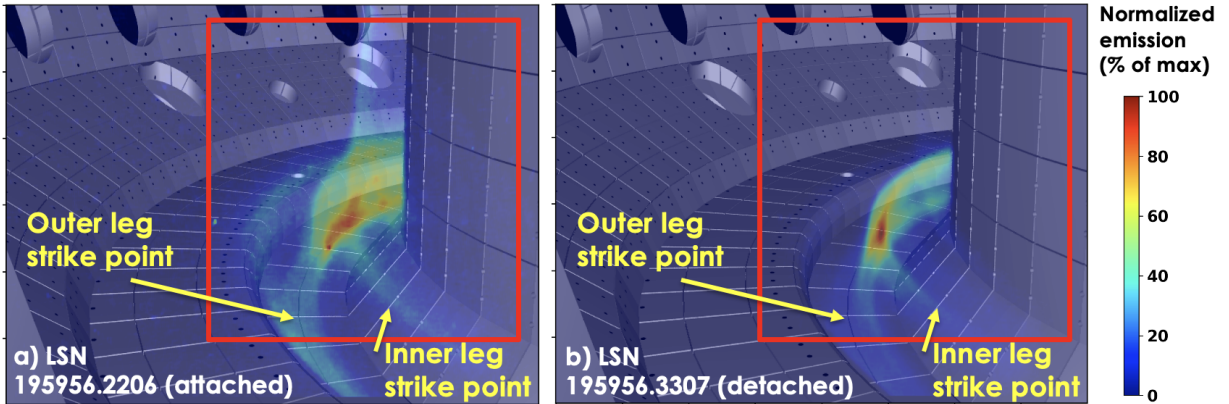 Outer leg
strike point
Inner leg
strike point
a) LSN
195956.2206 (attached)
Outer leg
strike point
Inner leg
strike point
b) LSN
195956.3307 (detached)
Normalized
emission
(% of max)
100
80
60
40
20
0